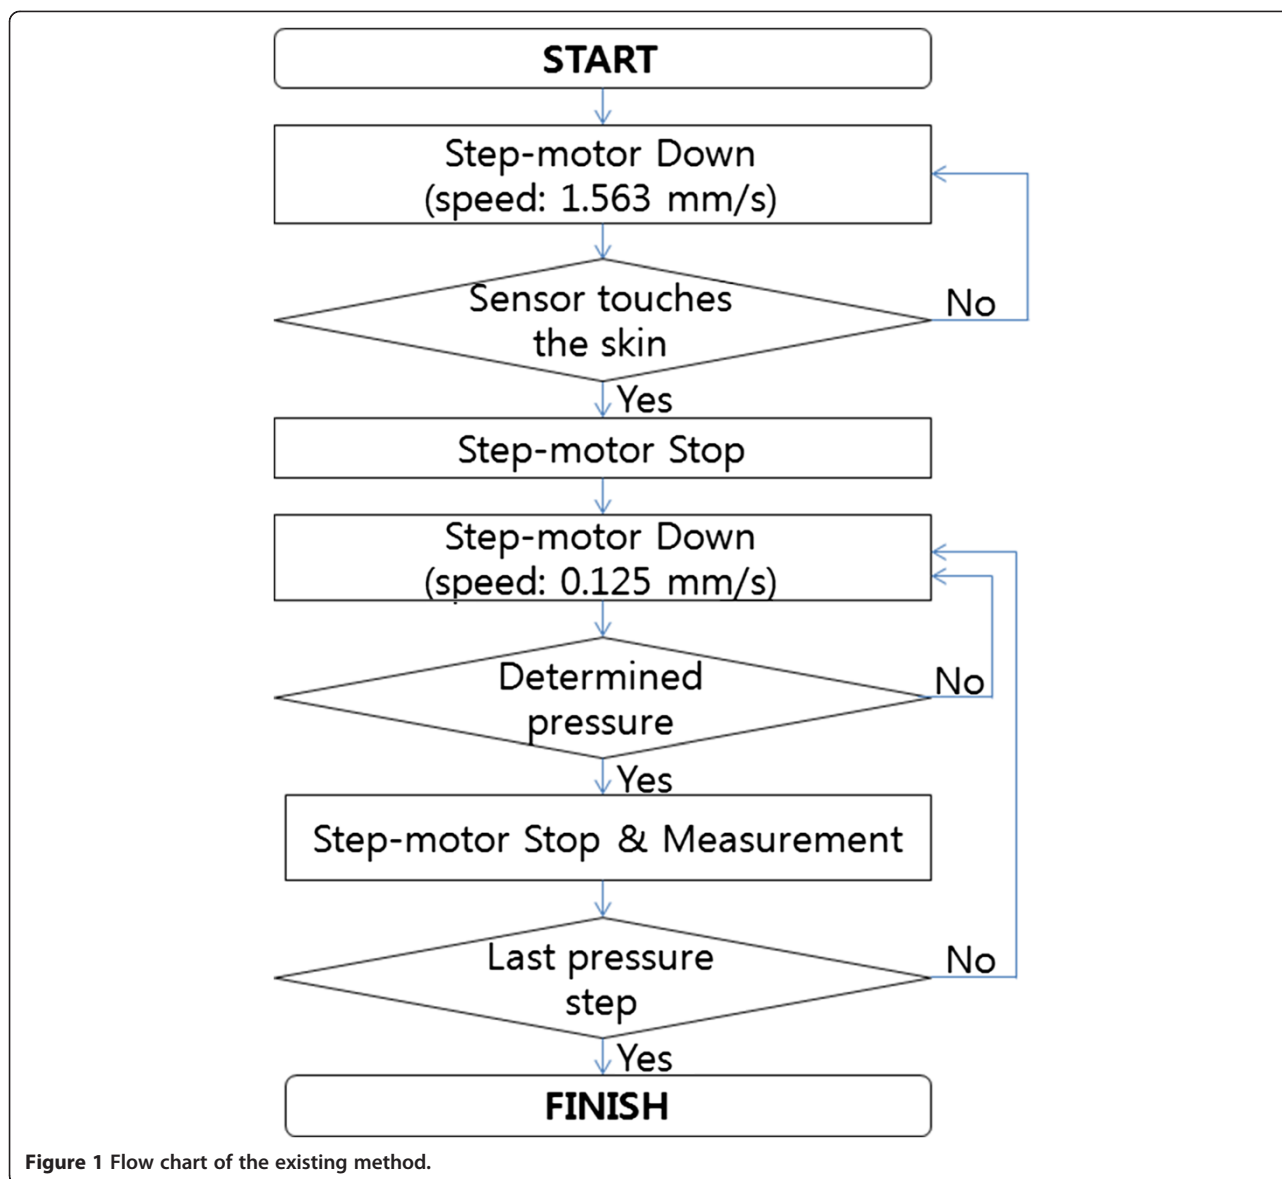 START
Step-motor Down
(speed: 1.563 mm/s)
Sensor touches
the skin
No
Yes
Step-motor Stop
Step-motor Down
(speed: 0.125 mm/s)
Determined
pressure
No
Yes
Step-motor Stop & Measurement
Last pressure
step
No
Yes
FINISH
Figure 1 Flow chart of the existing method.